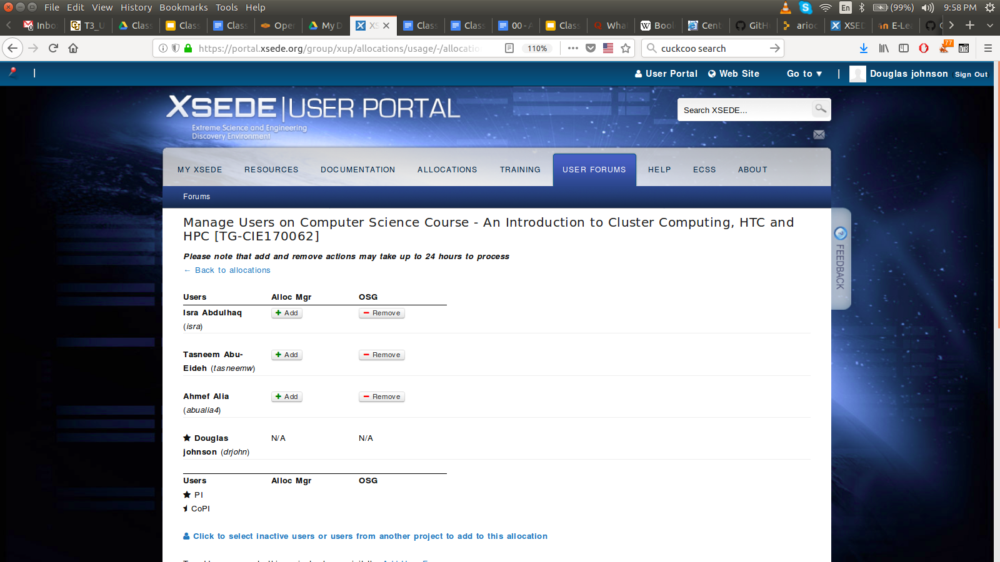 File Edit View History Bookmarks Tools Help
En (99%) 9:58 PM
Inbo T3_U Class Class Class Oper My D XS Class Class 00 - A Class Wha Bool Cent GitH arioc XSED E-Lea
https://portal.xsede.org/group/xup/allocations/usage/-/allocatio 110% cuckcoo search 77
| User Portal Web Site Go to ▼ | Douglas johnson (Sign Out)
XSEDE | USER PORTAL
Extreme Science and Engineering
Discovery Environment
Search XSEDE...
MY XSEDE RESOURCES DOCUMENTATION ALLOCATIONS TRAINING USER FORUMS HELP ECSS ABOUT
Forums
FEEDBACK
Manage Users on Computer Science Course - An Introduction to Cluster Computing, HTC and
HPC [TG-CIE170062]
Please note that add and remove actions may take up to 24 hours to process
← Back to allocations
Users Alloc Mgr OSG
Isra Abdulhaq + Add − Remove
(isra)
Tasneem Abu- + Add − Remove
Eideh (tasneemw)
Ahmef Alia + Add − Remove
(abualia4)
★ Douglas N/A N/A
johnson (drjohn)
Users Alloc Mgr OSG
★ PI
CoPI
Click to select inactive users or users from another project to add to this allocation